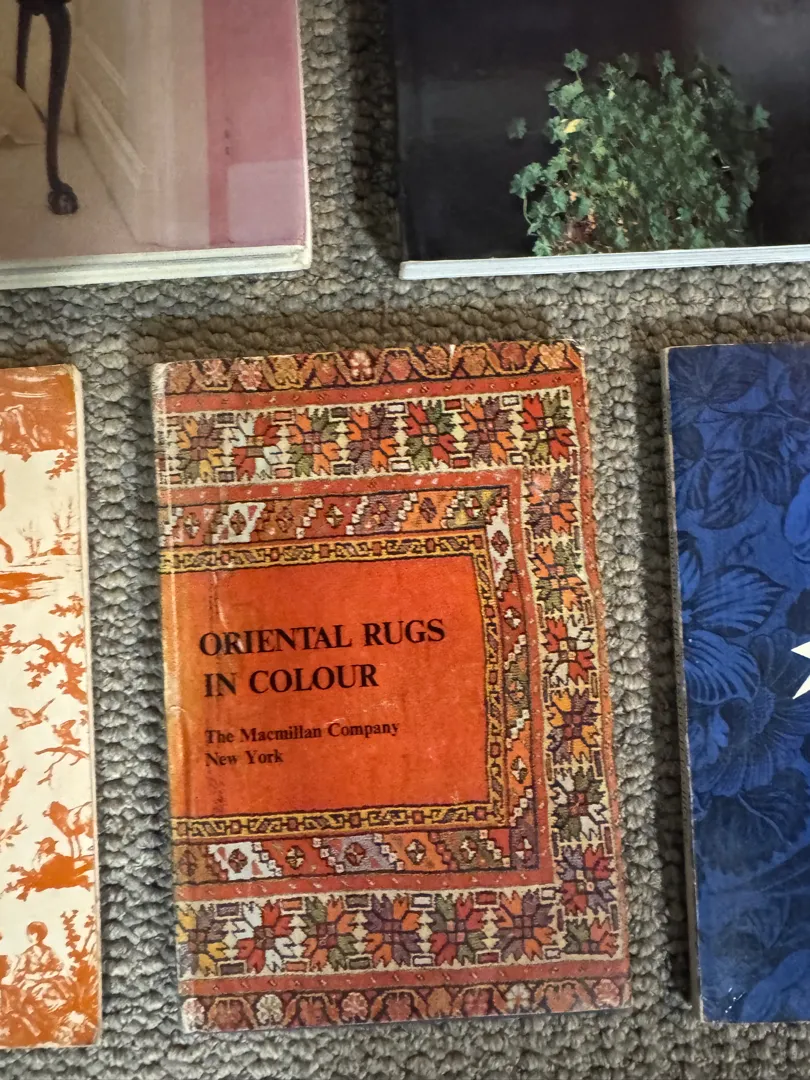 ORIENTAL RUGS
IN COLOUR
The Macmillan Company
New York